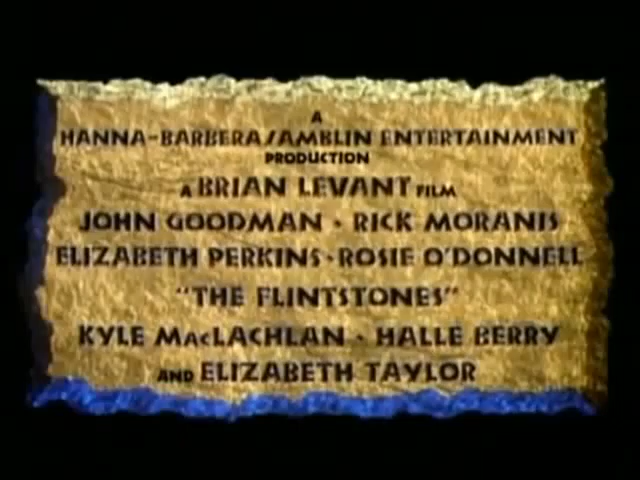 A
HANNA-BARBERA/AMBLIN ENTERTAINMENT
PRODUCTION
A BRIAN LEVANT FILM
JOHN GOODMAN · RICK MORANIS
ELIZABETH PERKINS · ROSIE O'DONNELL
"THE FLINTSTONES"
KYLE MACLACHLAN · HALLE BERRY
AND ELIZABETH TAYLOR